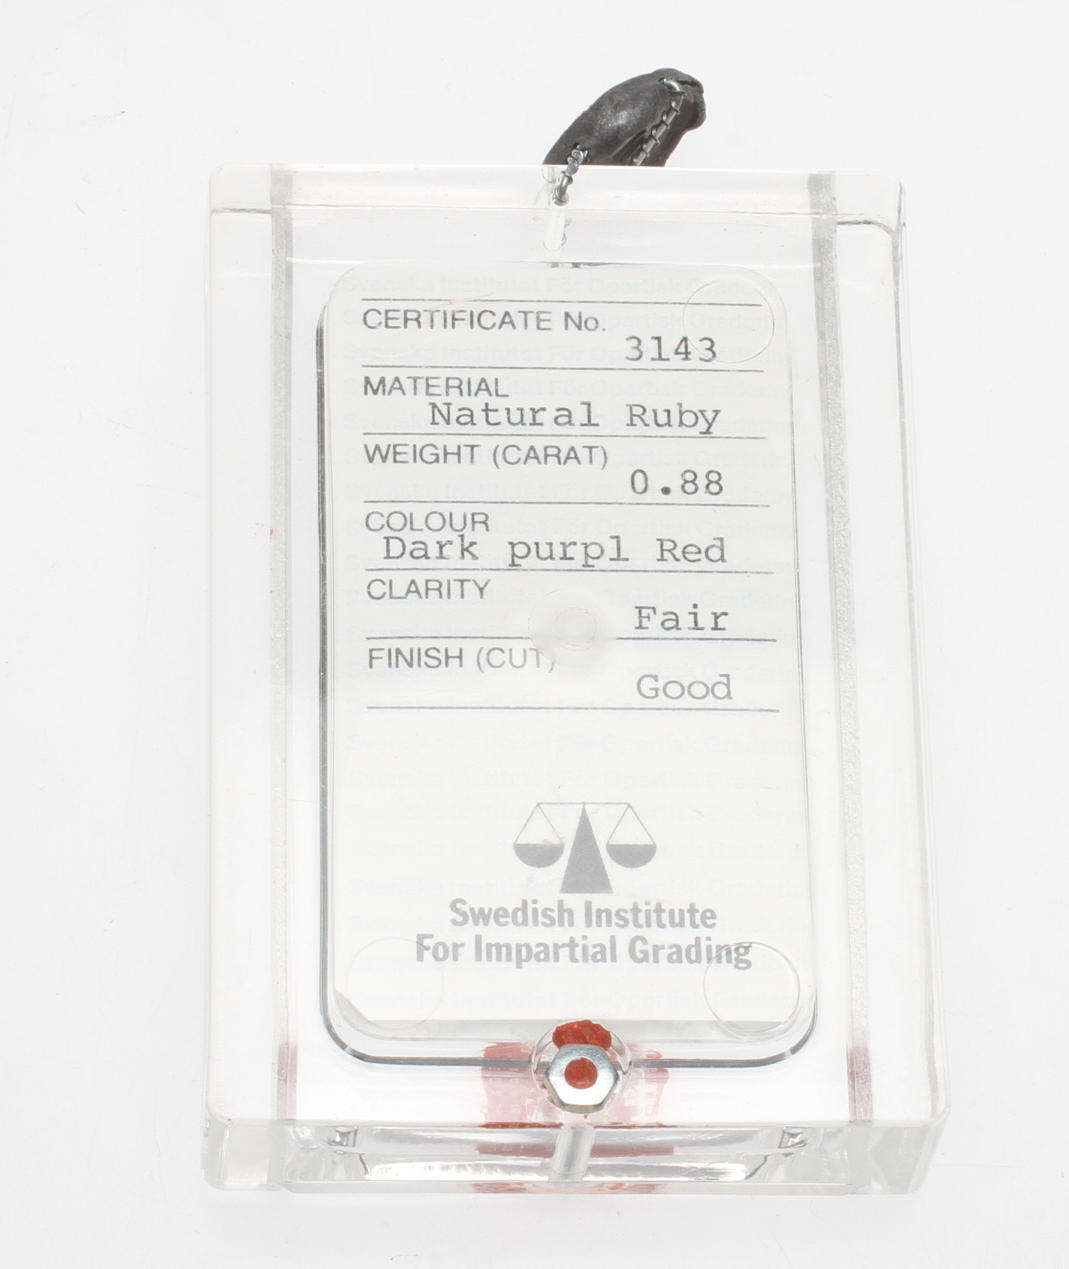 CERTIFICATE No.
3143
MATERIAL
Natural Ruby
WEIGHT (CARAT)
0.88
COLOUR
Dark purpl Red
CLARITY
Fair
FINISH (CUT)
Good
Swedish Institute
For Impartial Grading